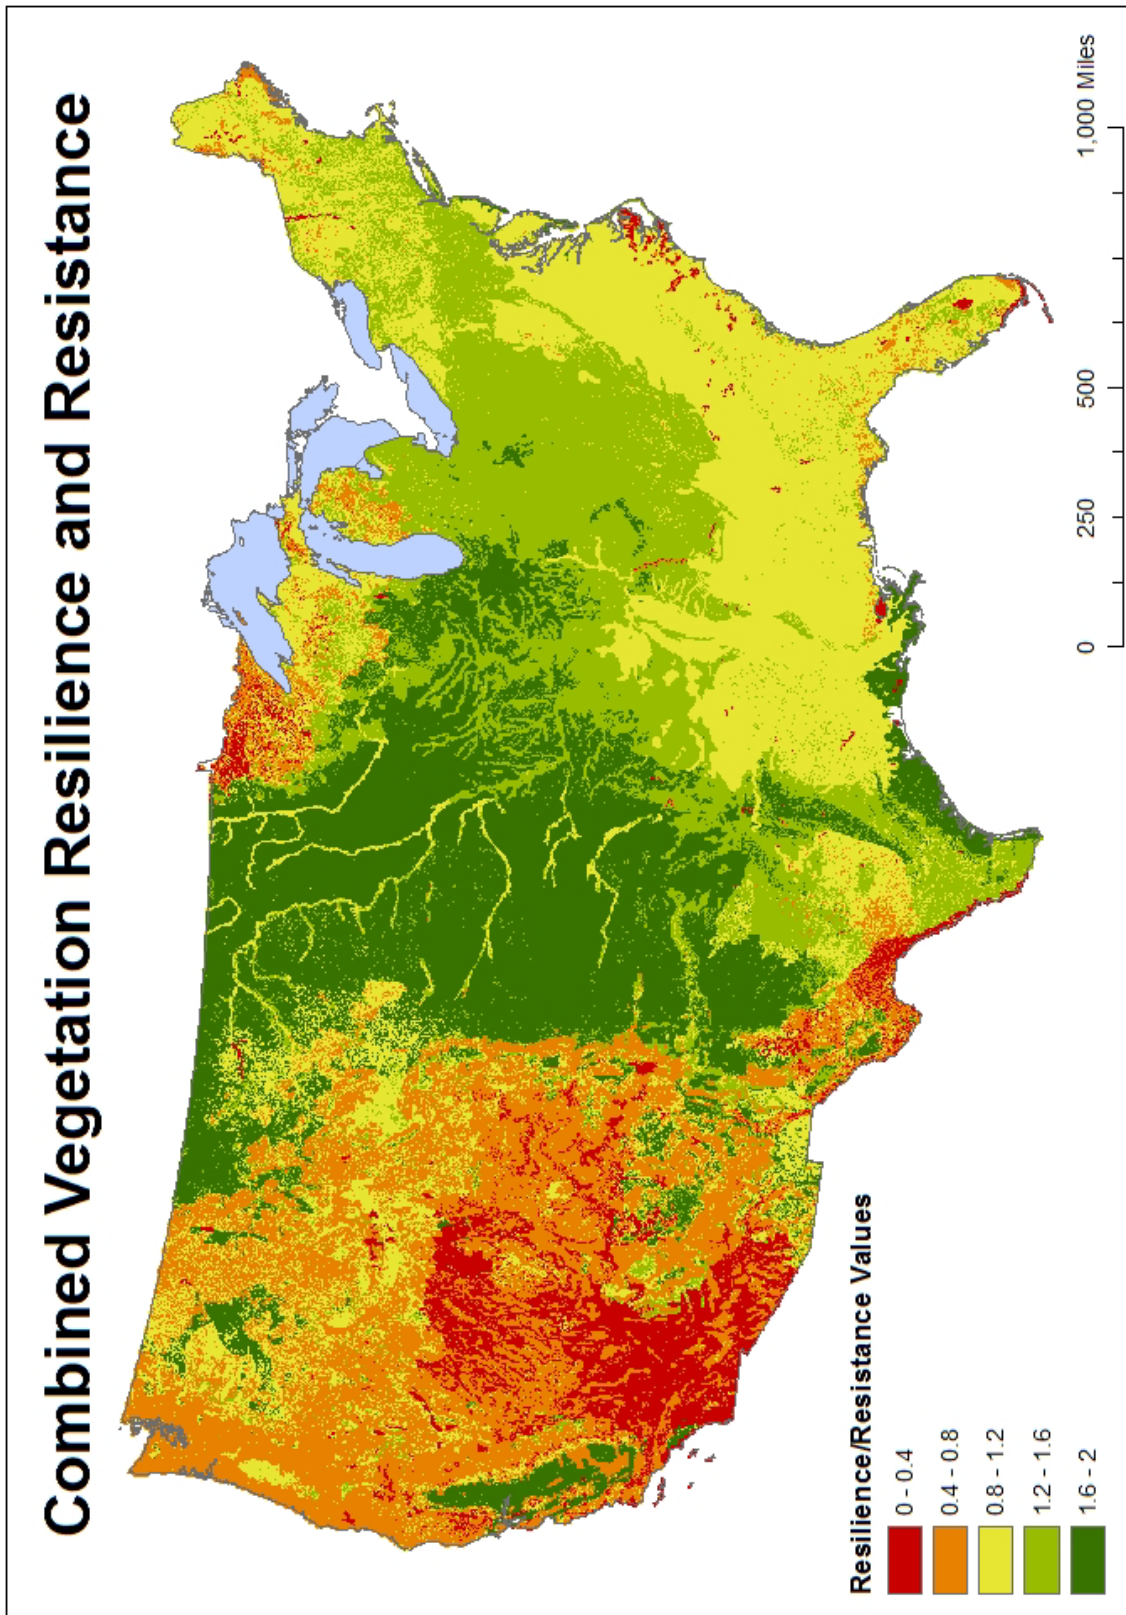 Combined Vegetation Resilience and Resistance
Resilience/Resistance Values
0 - 0.4
0.4 - 0.8
0.8 - 1.2
1.2 - 1.6
1.6 - 2
0 250 500 1,000 Miles